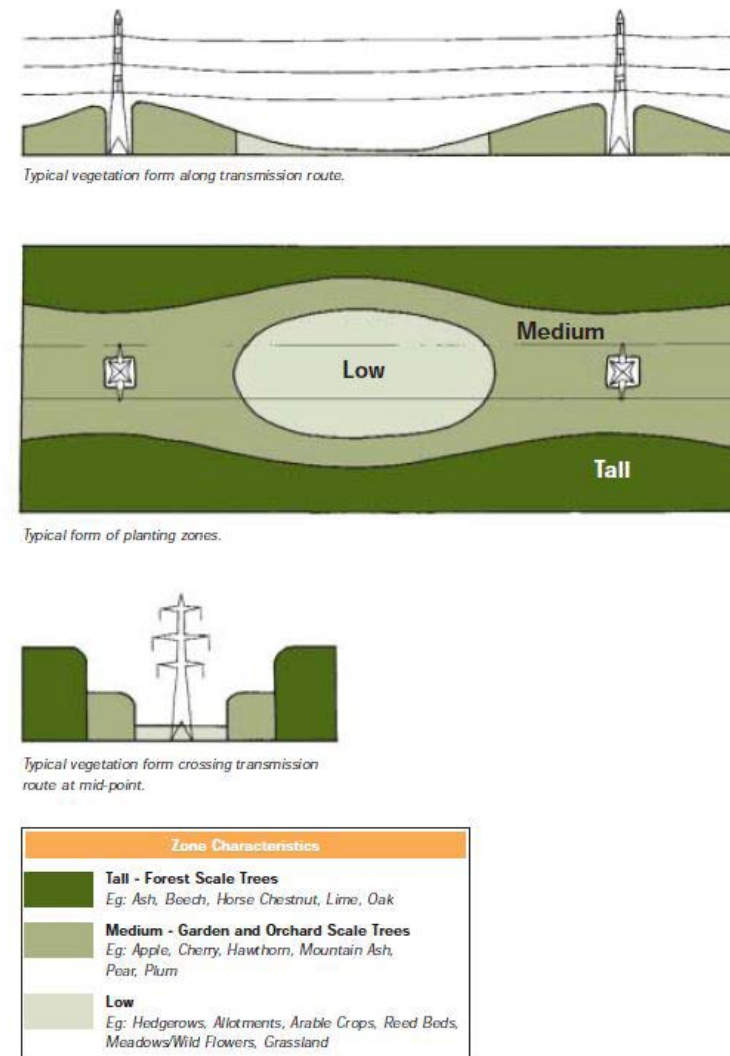 Typical vegetation form along transmission route.
Medium
Low
Tall
Typical form of planting zones.
Typical vegetation form crossing transmission
route at mid-point.
Zone Characteristics
Tall - Forest Scale Trees
Eg: Ash, Beech, Horse Chestnut, Lime, Oak
Medium - Garden and Orchard Scale Trees
Eg: Apple, Cherry, Hawthorn, Mountain Ash,
Pear, Plum
Low
Eg: Hedgerows, Allotments, Arable Crops, Reed Beds,
Meadows/Wild Flowers, Grassland